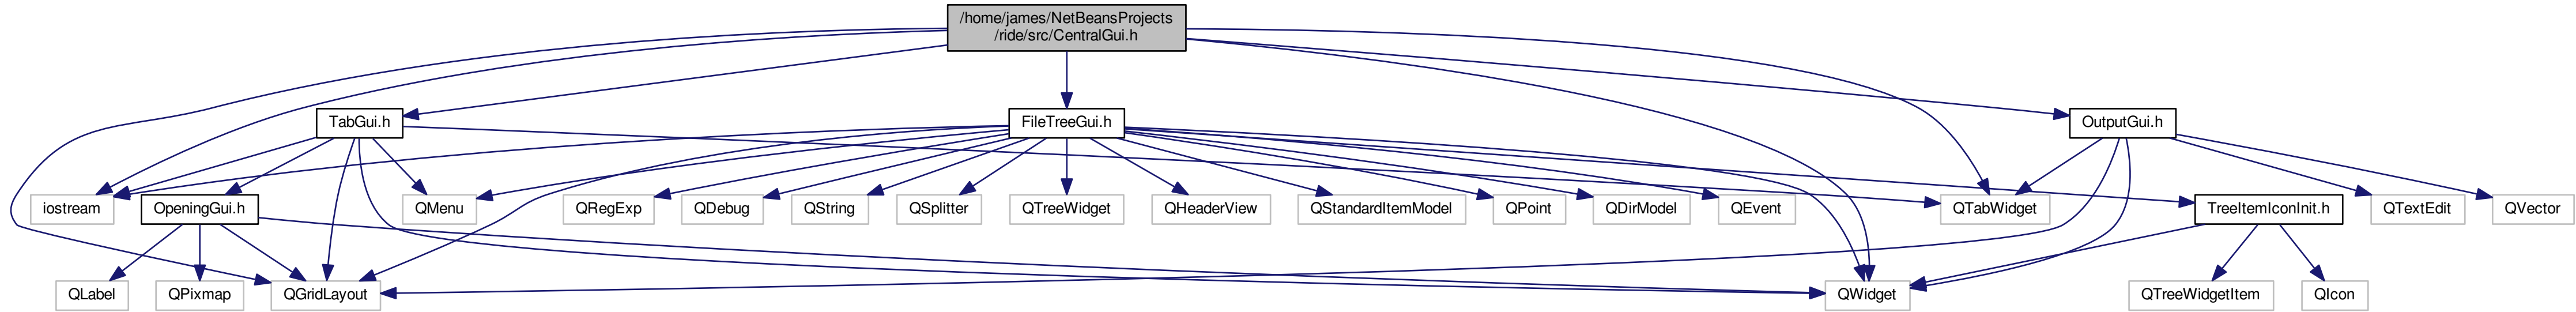 /home/james/NetBeansProjects
/ride/src/CentralGui.h
TabGui.h
FileTreeGui.h
OutputGui.h
iostream
OpeningGui.h
QMenu
QRegExp
QDebug
QString
QSplitter
QTreeWidget
QHeaderView
QStandardItemModel
QPoint
QDirModel
QEvent
QTabWidget
TreeItemIconInit.h
QTextEdit
QVector
QLabel
QPixmap
QGridLayout
QWidget
QTreeWidgetItem
QIcon